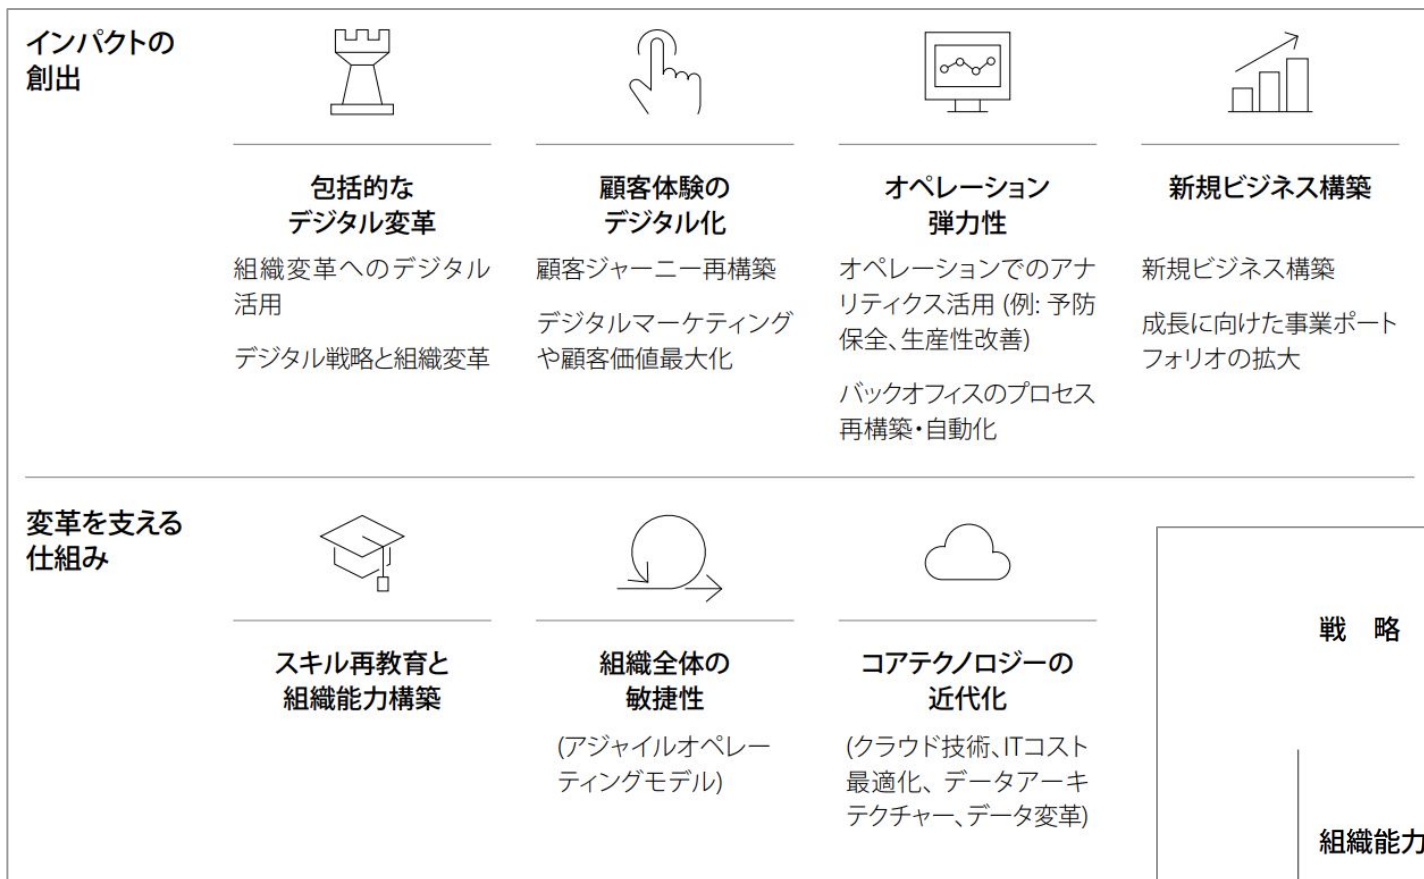 インパクトの
創出
包括的な
デジタル変革
組織変革へのデジタル
活用
デジタル戦略と組織変革
顧客体験の
デジタル化
顧客ジャーニー再構築
デジタルマーケティング
や顧客価値最大化
オペレーション
弾力性
オペレーションでのアナ
リティクス活用 (例: 予防
保全、生産性改善)
バックオフィスのプロセス
再構築・自動化
新規ビジネス構築
新規ビジネス構築
成長に向けた事業ポート
フォリオの拡大
変革を支える
仕組み
スキル再教育と
組織能力構築
組織全体の
敏捷性
(アジャイルオペレー
ティングモデル)
コアテクノロジーの
近代化
(クラウド技術、ITコスト
最適化、データアーキ
テクチャー、データ変革)
戦 略
組織能力